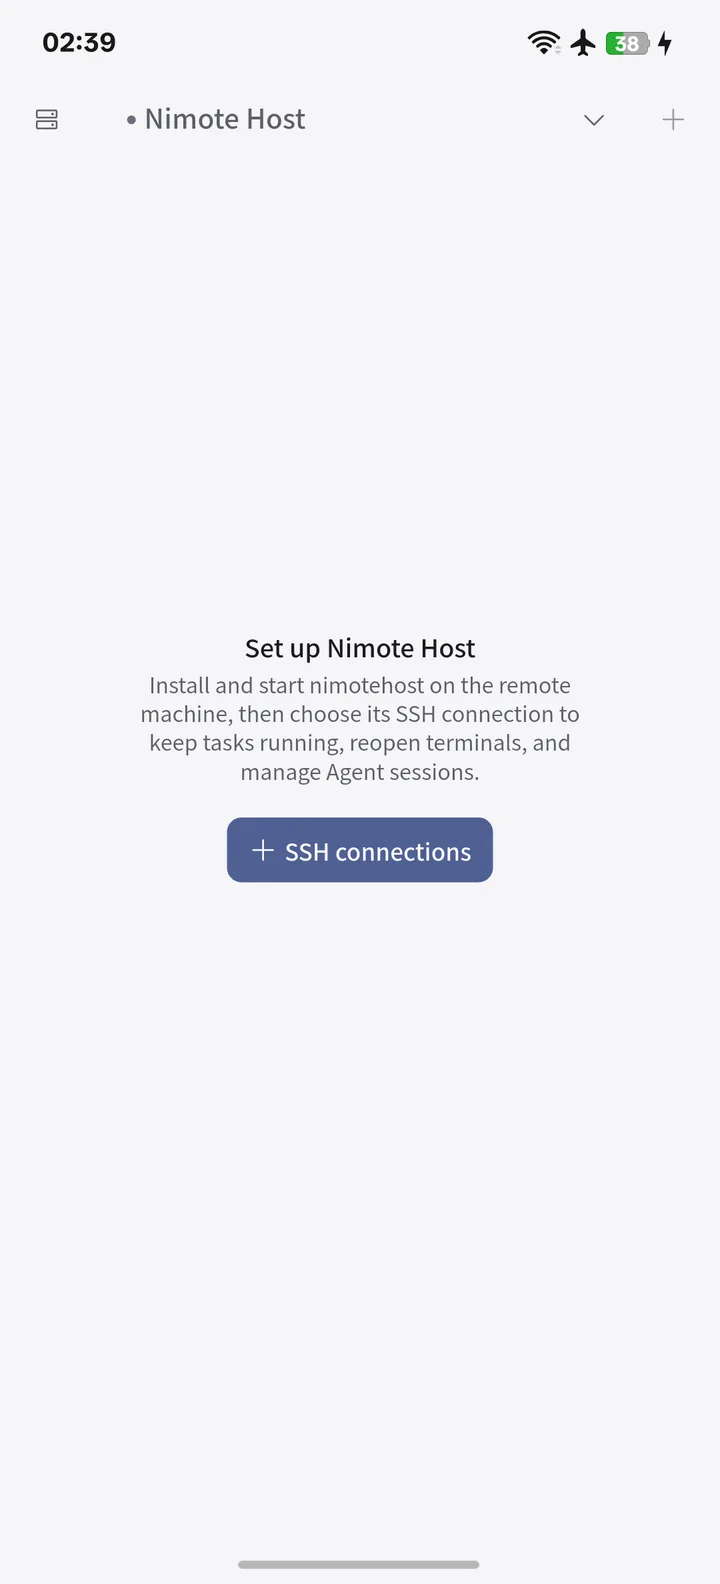 02:39
38
• Nimote Host
Set up Nimote Host
Install and start nimotehost on the remote
machine, then choose its SSH connection to
keep tasks running, reopen terminals, and
manage Agent sessions.
+ SSH connections